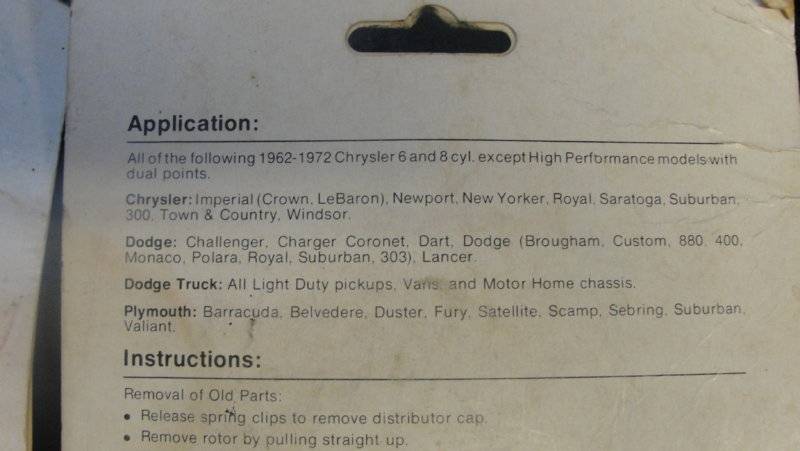 Application:
All of the following 1962-1972 Chrysler 6 and 8 cyl. except High Performance models with
dual points.
Chrysler: Imperial (Crown, LeBaron), Newport, New Yorker, Royal, Saratoga, Suburban,
300, Town & Country, Windsor.
Dodge: Challenger, Charger Coronet, Dart, Dodge (Brougham, Custom, 880, 400,
Monaco, Polara, Royal, Suburban, 303), Lancer.
Dodge Truck: All Light Duty pickups, Vans and Motor Home chassis.
Plymouth: Barracuda, Belvedere, Duster, Fury, Satellite, Scamp, Sebring, Suburban,
Valiant.
Instructions:
Removal of Old Parts:
• Release spring clips to remove distributor cap.
• Remove rotor by pulling straight up.